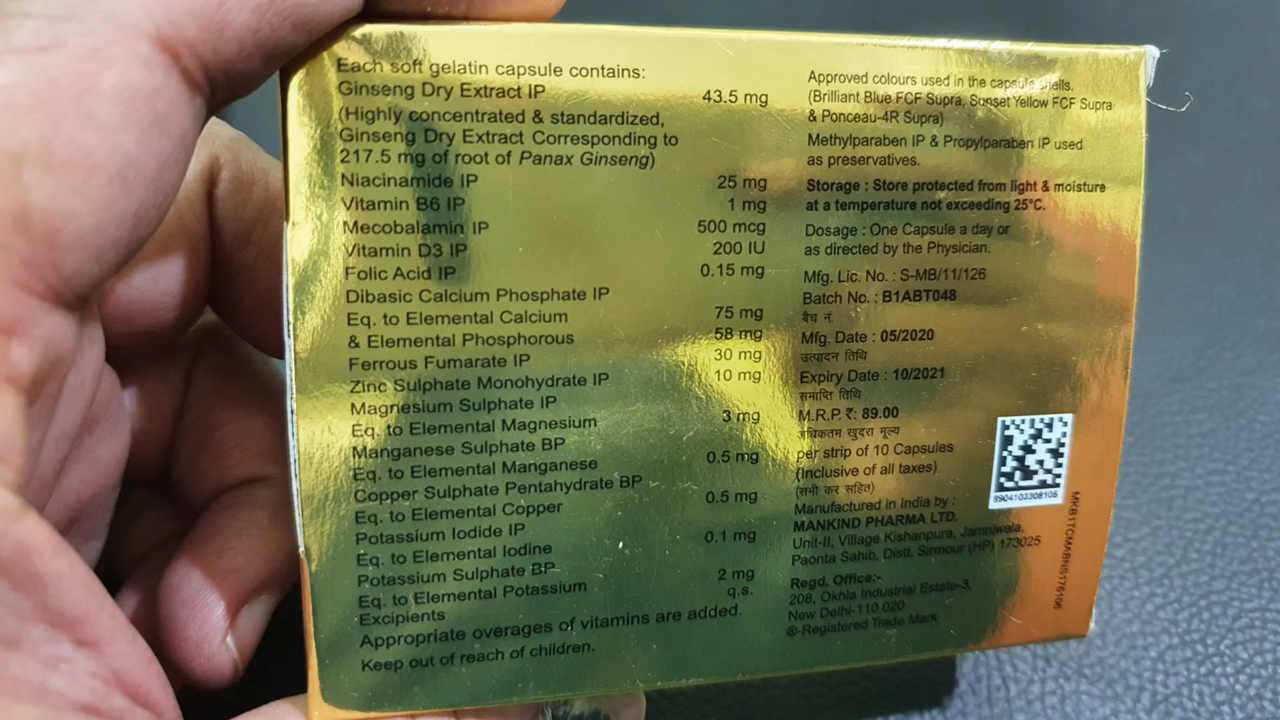 Each soft gelatin capsule contains:
Ginseng Dry Extract IP 43.5 mg
(Highly concentrated & standardized,
Ginseng Dry Extract Corresponding to
217.5 mg of root of Panax Ginseng)
Niacinamide IP 25 mg
Vitamin B6 IP 1 mg
Mecobalamin IP 500 mcg
Vitamin D3 IP 200 IU
Folic Acid IP 0.15 mg
Dibasic Calcium Phosphate IP
Eq. to Elemental Calcium 75 mg
& Elemental Phosphorous 58 mg
Ferrous Fumarate IP 30 mg
Zinc Sulphate Monohydrate IP 10 mg
Magnesium Sulphate IP
Eq. to Elemental Magnesium 3 mg
Manganese Sulphate BP
Eq. to Elemental Manganese 0.5 mg
Copper Sulphate Pentahydrate BP
Eq. to Elemental Copper 0.5 mg
Potassium Iodide IP
Eq. to Elemental Iodine 0.1 mg
Potassium Sulphate BP
Eq. to Elemental Potassium 2 mg
Excipients q.s.
Appropriate overages of vitamins are added.
Keep out of reach of children.
Approved colours used in the capsule shells.
(Brilliant Blue FCF Supra, Sunset Yellow FCF Supra
& Ponceau-4R Supra)
Methylparaben IP & Propylparaben IP used
as preservatives.
Storage : Store protected from light & moisture
at a temperature not exceeding 25°C.
Dosage : One Capsule a day or
as directed by the Physician.
Mfg. Lic. No. : S-MB/11/126
Batch No. : B1ABT048
बैच नं.
Mfg. Date : 05/2020
उत्पादन तिथि
Expiry Date : 10/2021
समाप्ति तिथि
M.R.P. ₹: 89.00
अधिकतम खुदरा मूल्य
per strip of 10 Capsules
(Inclusive of all taxes)
(सभी कर सहित)
Manufactured in India by :
MANKIND PHARMA LTD.
Unit-II, Village Kishanpura, Jamniwala,
Paonta Sahib, Distt. Sirmour (HP) 173025
Regd. Office:-
208, Okhla Industrial Estate-3,
New Delhi-110 020
®-Registered Trade Mark
8904103308105
MKB1TCMABNS175106